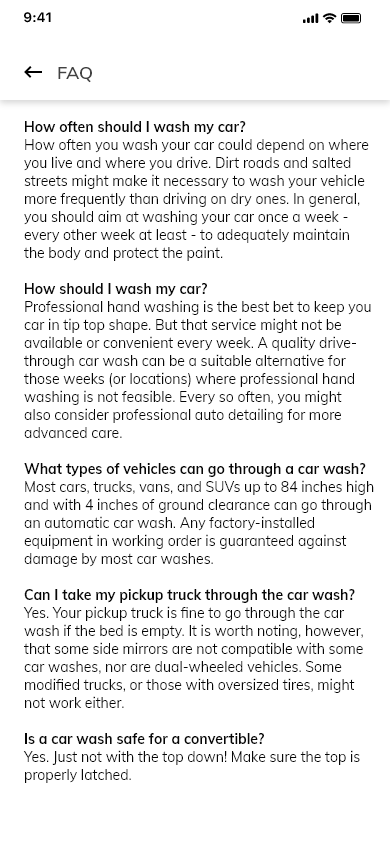 9:41
FAQ
How often should I wash my car?
How often you wash your car could depend on where
you live and where you drive. Dirt roads and salted
streets might make it necessary to wash your vehicle
more frequently than driving on dry ones. In general,
you should aim at washing your car once a week -
every other week at least - to adequately maintain
the body and protect the paint.
How should I wash my car?
Professional hand washing is the best bet to keep you
car in tip top shape. But that service might not be
available or convenient every week. A quality drive-
through car wash can be a suitable alternative for
those weeks (or locations) where professional hand
washing is not feasible. Every so often, you might
also consider professional auto detailing for more
advanced care.
What types of vehicles can go through a car wash?
Most cars, trucks, vans, and SUVs up to 84 inches high
and with 4 inches of ground clearance can go through
an automatic car wash. Any factory-installed
equipment in working order is guaranteed against
damage by most car washes.
Can I take my pickup truck through the car wash?
Yes. Your pickup truck is fine to go through the car
wash if the bed is empty. It is worth noting, however,
that some side mirrors are not compatible with some
car washes, nor are dual-wheeled vehicles. Some
modified trucks, or those with oversized tires, might
not work either.
Is a car wash safe for a convertible?
Yes. Just not with the top down! Make sure the top is
properly latched.